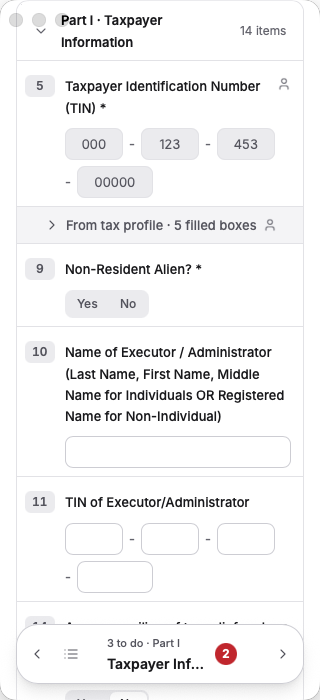 Part I · Taxpayer
Information
14 items
5
Taxpayer Identification Number
(TIN) *
000 - 123 - 453
- 00000
From tax profile · 5 filled boxes
9
Non-Resident Alien? *
Yes No
10
Name of Executor / Administrator
(Last Name, First Name, Middle
Name for Individuals OR Registered
Name for Non-Individual)
11
TIN of Executor/Administrator
- -
-
3 to do · Part I
Taxpayer Inf...
2